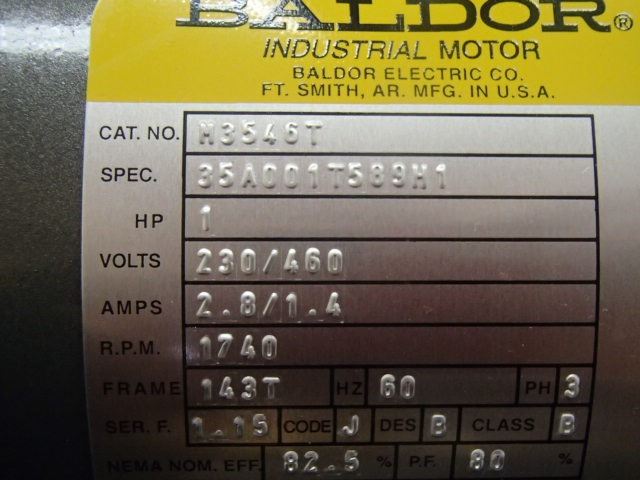 BALDOR®
INDUSTRIAL MOTOR
BALDOR ELECTRIC CO.
FT. SMITH, AR. MFG. IN U.S.A.
CAT. NO. M3546T
SPEC. 35A001T589H1
HP 1
VOLTS 230/460
AMPS 2.8/1.4
R.P.M. 1740
FRAME 143T HZ 60 PH 3
SER. F. 1.15 CODE J DES B CLASS B
NEMA NOM. EFF. 82.5 % P.F. 80 %